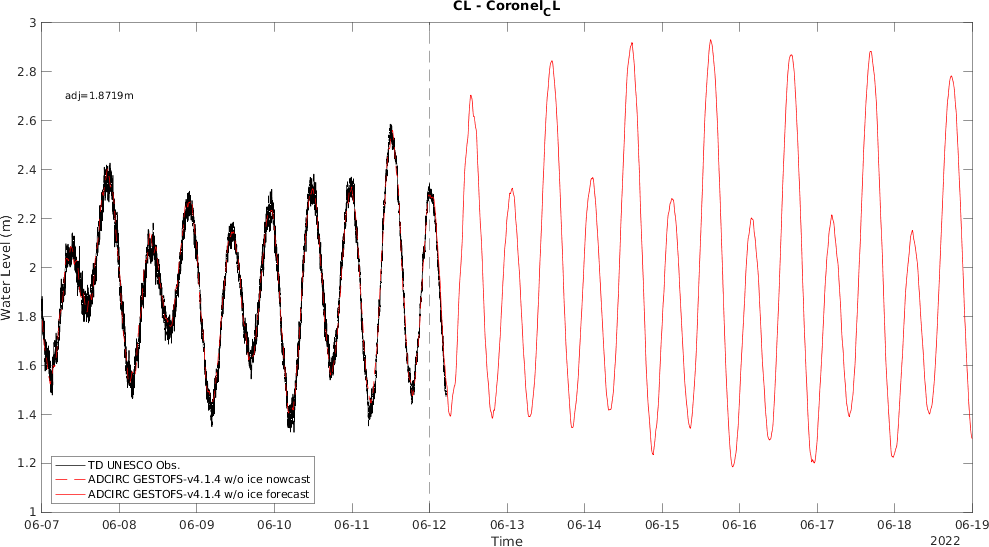 CL - Coronel_CL
3
2.8
adj=1.8719m
2.6
2.4
2.2
2
1.8
1.6
1.4
1.2
1
Water Level (m)
TD UNESCO Obs.
ADCIRC GESTOFS-v4.1.4 w/o ice nowcast
ADCIRC GESTOFS-v4.1.4 w/o ice forecast
06-07 06-08 06-09 06-10 06-11 06-12 06-13 06-14 06-15 06-16 06-17 06-18 06-19
Time
2022